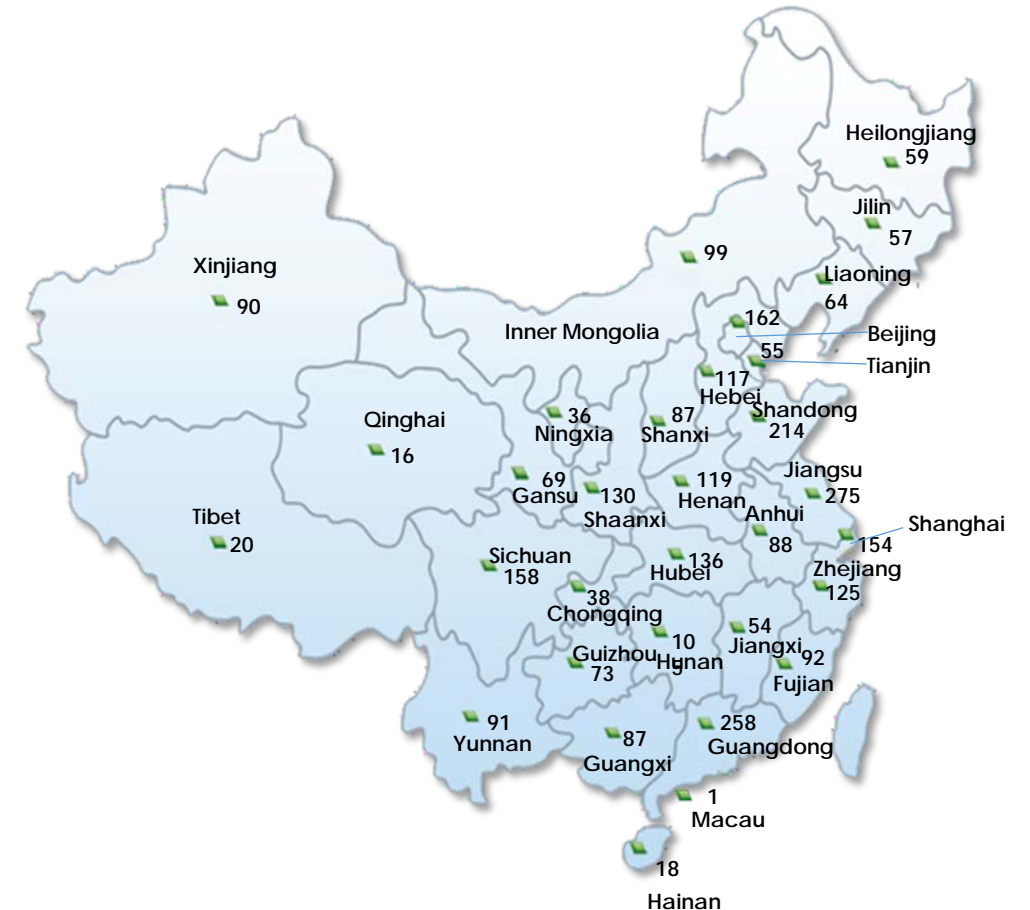 Heilongjiang
59
Jilin
57
99
Xinjiang
90
Liaoning
64
162
Inner Mongolia
Beijing
55
Tianjin
117
Hebei
Shandong
214
Qinghai
16
36
Ningxia
87
Shanxi
Jiangsu
275
69
Gansu
130
Shaanxi
119
Henan
Anhui
88
Shanghai
154
Tibet
20
Sichuan
158
136
Hubei
Zhejiang
125
38
Chongqing
10
5
Hunan
54
Jiangxi
92
Fujian
Guizhou
73
91
Yunnan
87
Guangxi
258
Guangdong
1
Macau
18
Hainan